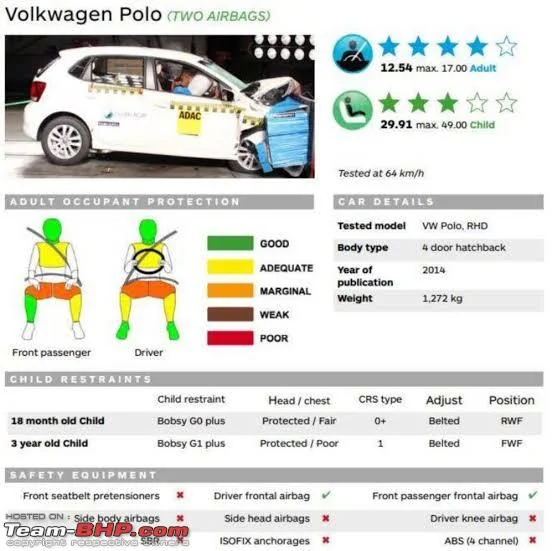 Volkwagen Polo (TWO AIRBAGS)
12.54 max. 17.00 Adult
29.91 max. 49.00 Child
ADAC
Tested at 64 km/h
ADULT OCCUPANT PROTECTION
Front passenger
Driver
GOOD
ADEQUATE
MARGINAL
WEAK
POOR
CAR DETAILS
Tested model VW Polo, RHD
Body type 4 door hatchback
Year of publication 2014
Weight 1,272 kg
CHILD RESTRAINTS
Child restraint Head / chest CRS type Adjust Position
18 month old Child Bobsy G0 plus Protected / Fair 0+ Belted RWF
3 year old Child Bobsy G1 plus Protected / Poor 1 Belted FWF
SAFETY EQUIPMENT
Front seatbelt pretensioners ✖ Driver frontal airbag ✓ Front passenger frontal airbag ✓
Side body airbags ✖ Side head airbags ✖ Driver knee airbag ✖
SBR ✖ ISOFIX anchorages ✖ ABS (4 channel) ✖
HOSTED ON :
Team-BHP.com
copyright respective owners